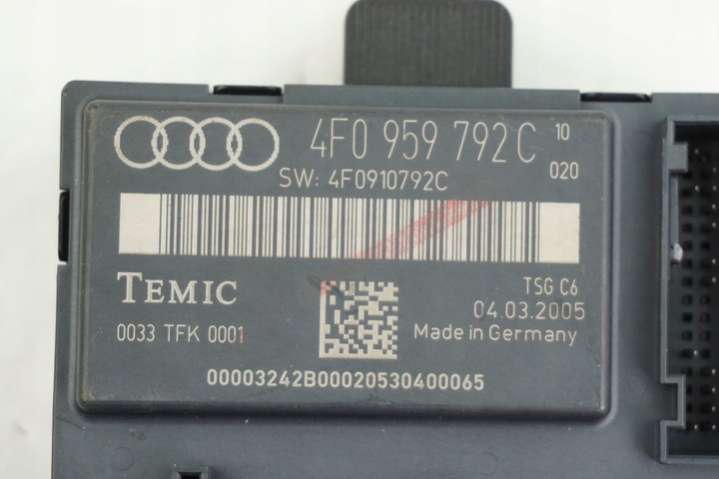 4F0 959 792C 10
020
SW: 4F0910792C
TEMIC
TSG C6
04.03.2005
0033 TFK 0001
Made in Germany
00003242B00020530400065